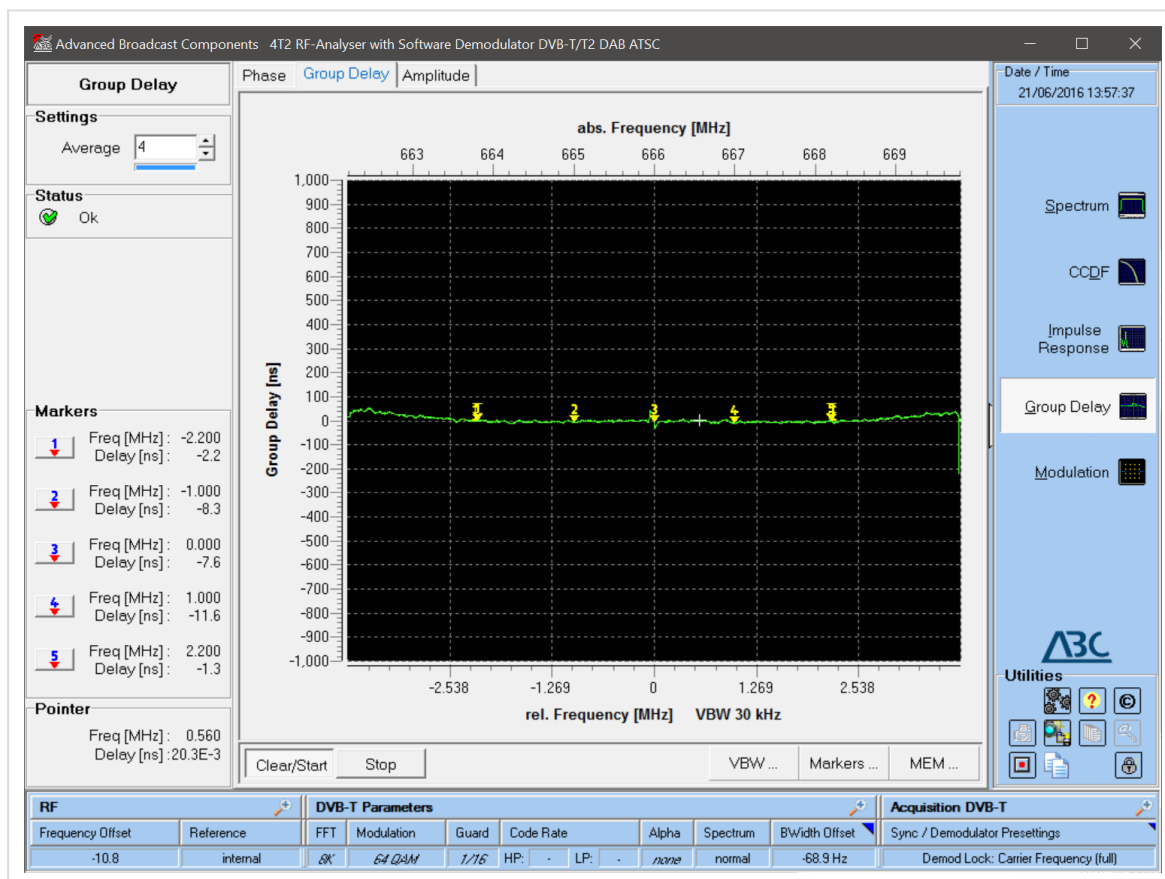 Advanced Broadcast Components 4T2 RF-Analyser with Software Demodulator DVB-T/T2 DAB ATSC
Group Delay
Settings
Average 4
Status
Ok
Markers
1 Freq [MHz] : -2.200
Delay [ns] : -2.2
2 Freq [MHz] : -1.000
Delay [ns] : -8.3
3 Freq [MHz] : 0.000
Delay [ns] : -7.6
4 Freq [MHz] : 1.000
Delay [ns] : -11.6
5 Freq [MHz] : 2.200
Delay [ns] : -1.3
Pointer
Freq [MHz] : 0.560
Delay [ns] :20.3E-3
Phase Group Delay Amplitude
abs. Frequency [MHz]
663 664 665 666 667 668 669
Group Delay [ns]
1,000
900
800
700
600
500
400
300
200
100
0
-100
-200
-300
-400
-500
-600
-700
-800
-900
-1,000
1 2 3 4 5
-2.538 -1.269 0 1.269 2.538
rel. Frequency [MHz] VBW 30 kHz
Clear/Start Stop VBW ... Markers ... MEM ...
Date / Time
21/06/2016 13:57:37
Spectrum
CCDF
Impulse
Response
Group Delay
Modulation
ABC
Utilities
? ©
RF DVB-T Parameters Acquisition DVB-T
Frequency Offset Reference FFT Modulation Guard Code Rate Alpha Spectrum BWidth Offset Sync / Demodulator Presettings
-10.8 internal 8K 64 QAM 1/16 HP: - LP: - none normal -68.9 Hz Demod Lock: Carrier Frequency (full)